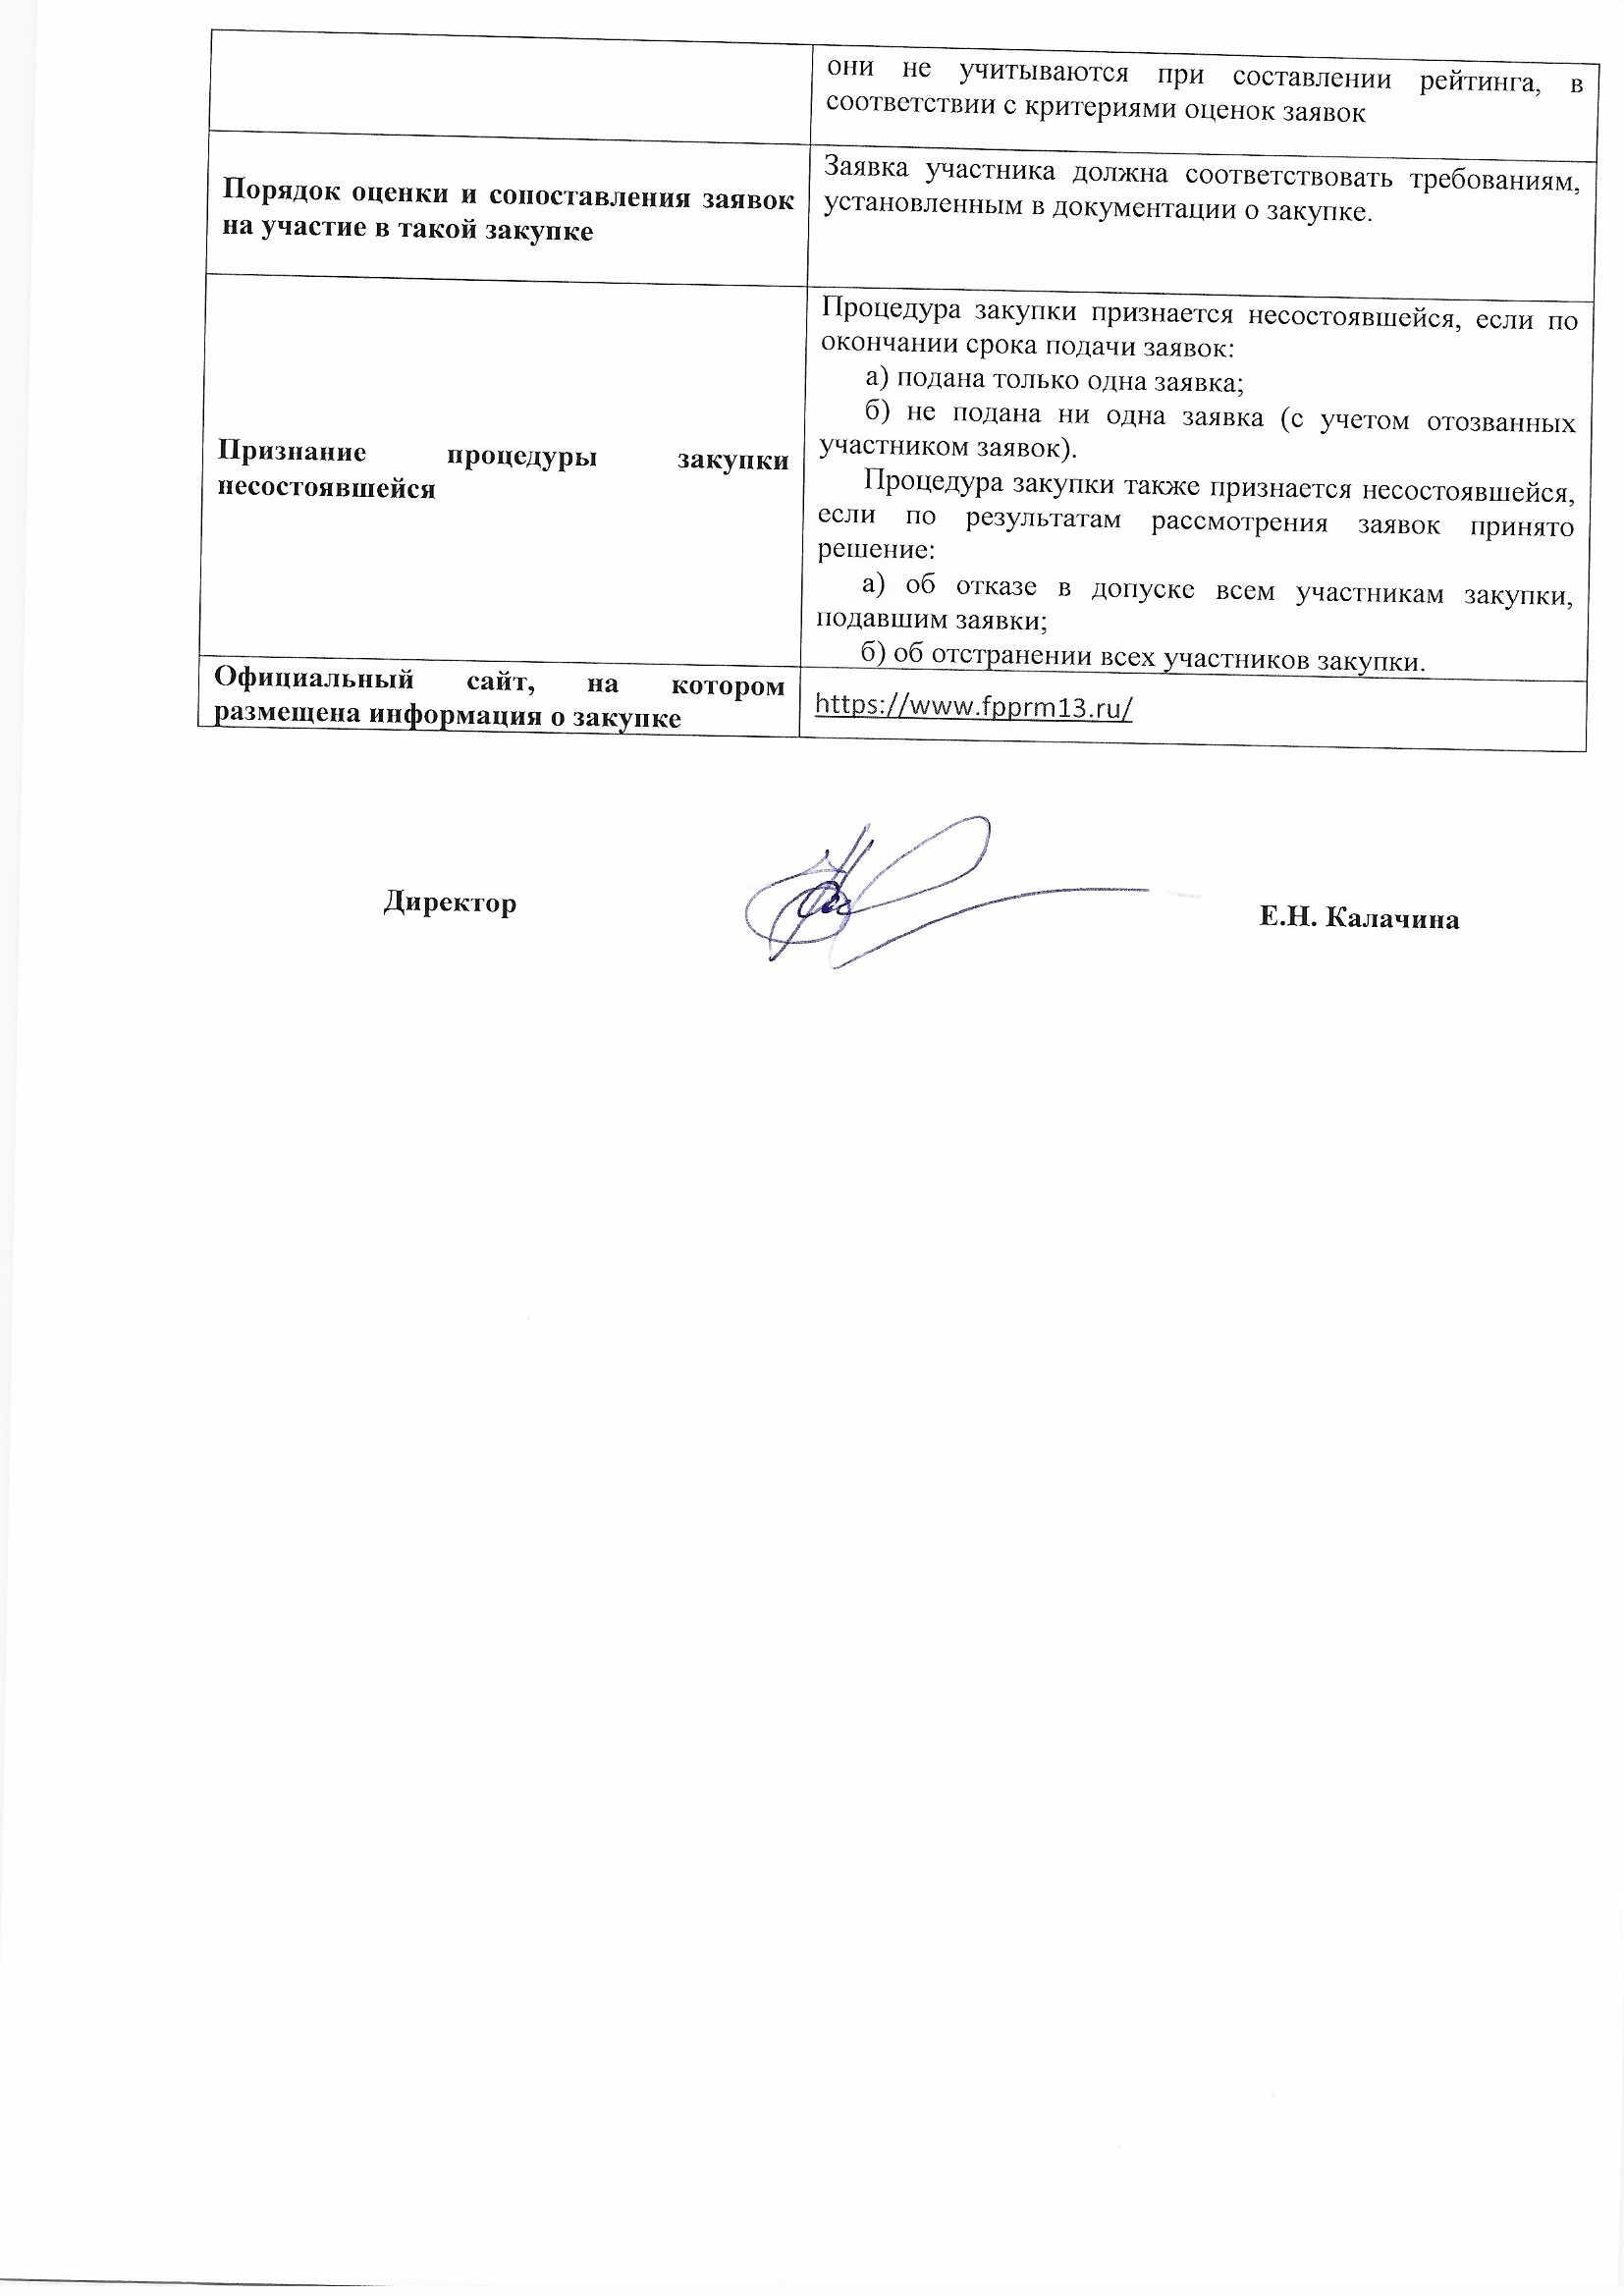 они не учитываются при составлении рейтинга, в
соответствии с критериями оценок заявок
Порядок оценки и сопоставления заявок
на участие в такой закупке
Заявка участника должна соответствовать требованиям,
установленным в документации о закупке.
Признание процедуры закупки
несостоявшейся
Процедура закупки признается несостоявшейся, если по
окончании срока подачи заявок:
а) подана только одна заявка;
б) не подана ни одна заявка (с учетом отозванных
участником заявок).
Процедура закупки также признается несостоявшейся,
если по результатам рассмотрения заявок принято
решение:
а) об отказе в допуске всем участникам закупки,
подавшим заявки;
б) об отстранении всех участников закупки.
Официальный сайт, на котором
размещена информация о закупке
https://www.fpprm13.ru/
Директор
Е.Н. Калачина